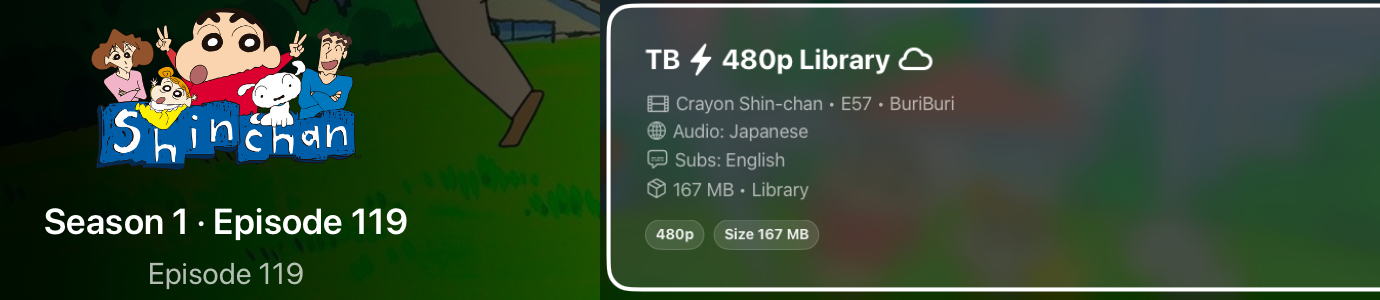 Shinchan
Season 1 · Episode 119
Episode 119
TB ⚡ 480p Library ☁
Crayon Shin-chan • E57 • BuriBuri
Audio: Japanese
Subs: English
167 MB • Library
480p
Size 167 MB